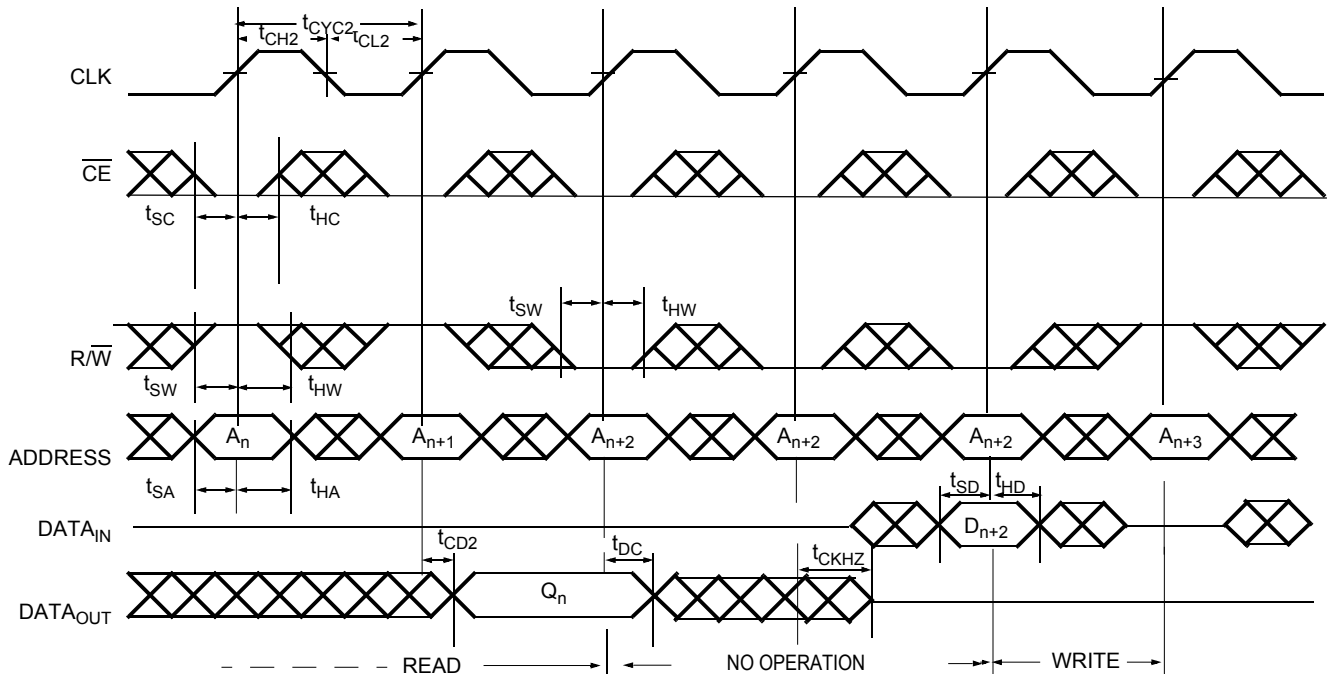 tCYC2
tCH2 tCL2
CLK
CE
tSC tHC
tSW tHW
R/W
tSW tHW
An An+1 An+2 An+2 An+2 An+3
ADDRESS
tSA tHA tSD tHD
DATAIN Dn+2
tCD2 tDC tCKHZ
Qn
DATAOUT
READ NO OPERATION WRITE